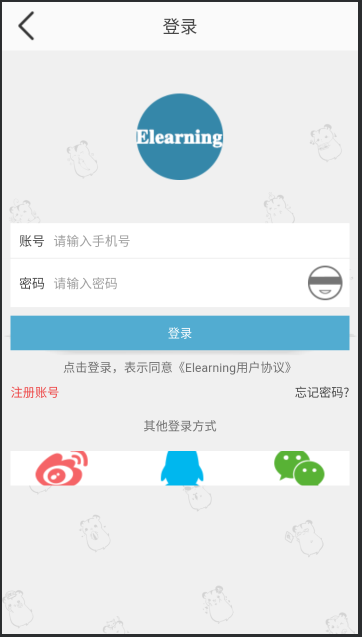 登录
Elearning
账号 请输入手机号
密码 请输入密码
登录
点击登录，表示同意《Elearning用户协议》
注册账号 忘记密码?
其他登录方式